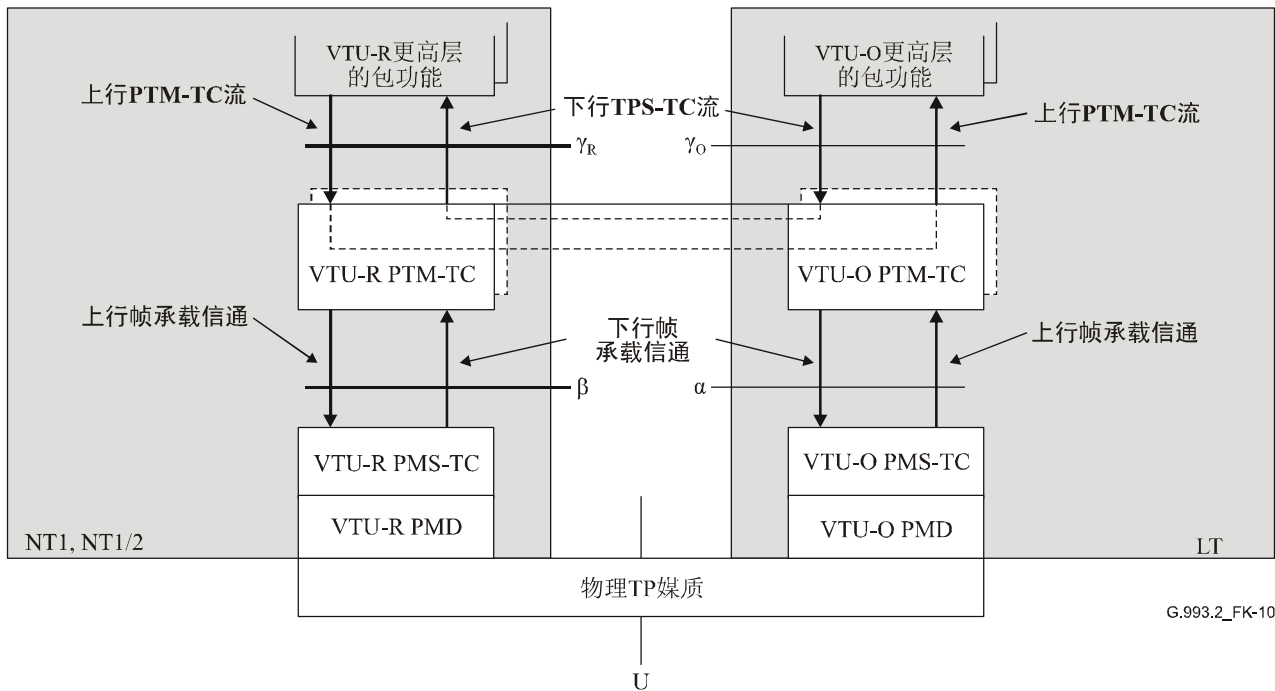 VTU-R更高层
的包功能
VTU-O更高层
的包功能
上行PTM-TC流
下行TPS-TC流
上行PTM-TC流
γR
γO
VTU-R PTM-TC
VTU-O PTM-TC
上行帧承载信通
下行帧
承载信通
上行帧承载信通
β
α
VTU-R PMS-TC
VTU-O PMS-TC
VTU-R PMD
VTU-O PMD
NT1, NT1/2
LT
物理TP媒质
G.993.2_FK-10
U